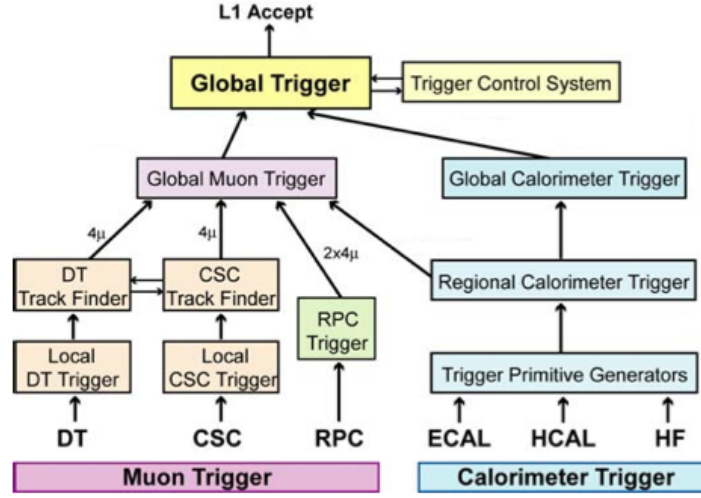 L1 Accept
Global Trigger
Trigger Control System
Global Muon Trigger
Global Calorimeter Trigger
4μ
4μ
2x4μ
DT
Track Finder
CSC
Track Finder
Regional Calorimeter Trigger
RPC
Trigger
Local
DT Trigger
Local
CSC Trigger
Trigger Primitive Generators
DT
CSC
RPC
ECAL
HCAL
HF
Muon Trigger
Calorimeter Trigger